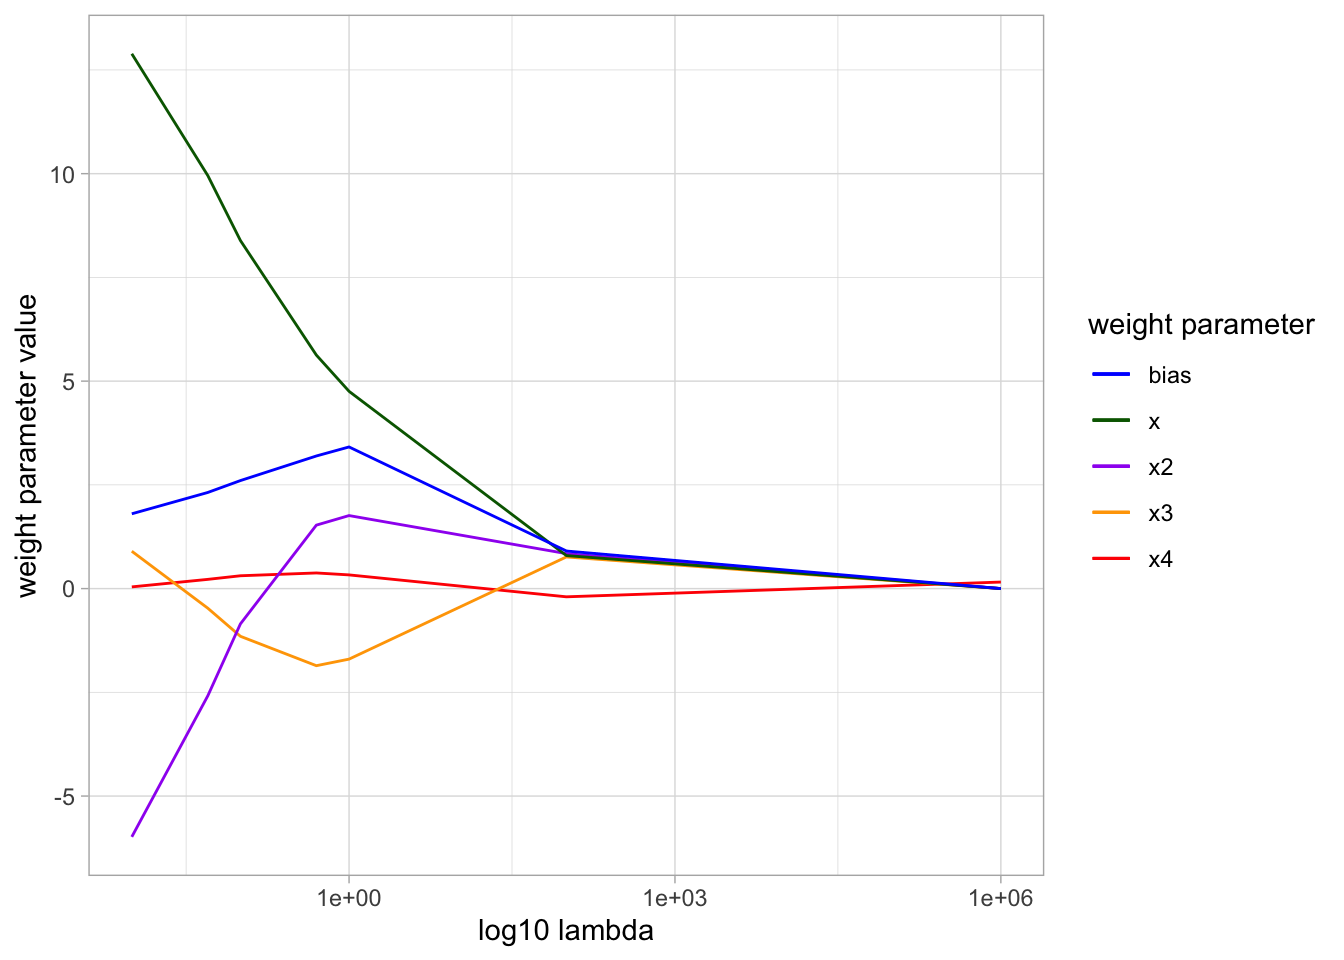 weight parameter value
10
5
0
-5
1e+00
1e+03
1e+06
log10 lambda
weight parameter
bias
x
x2
x3
x4